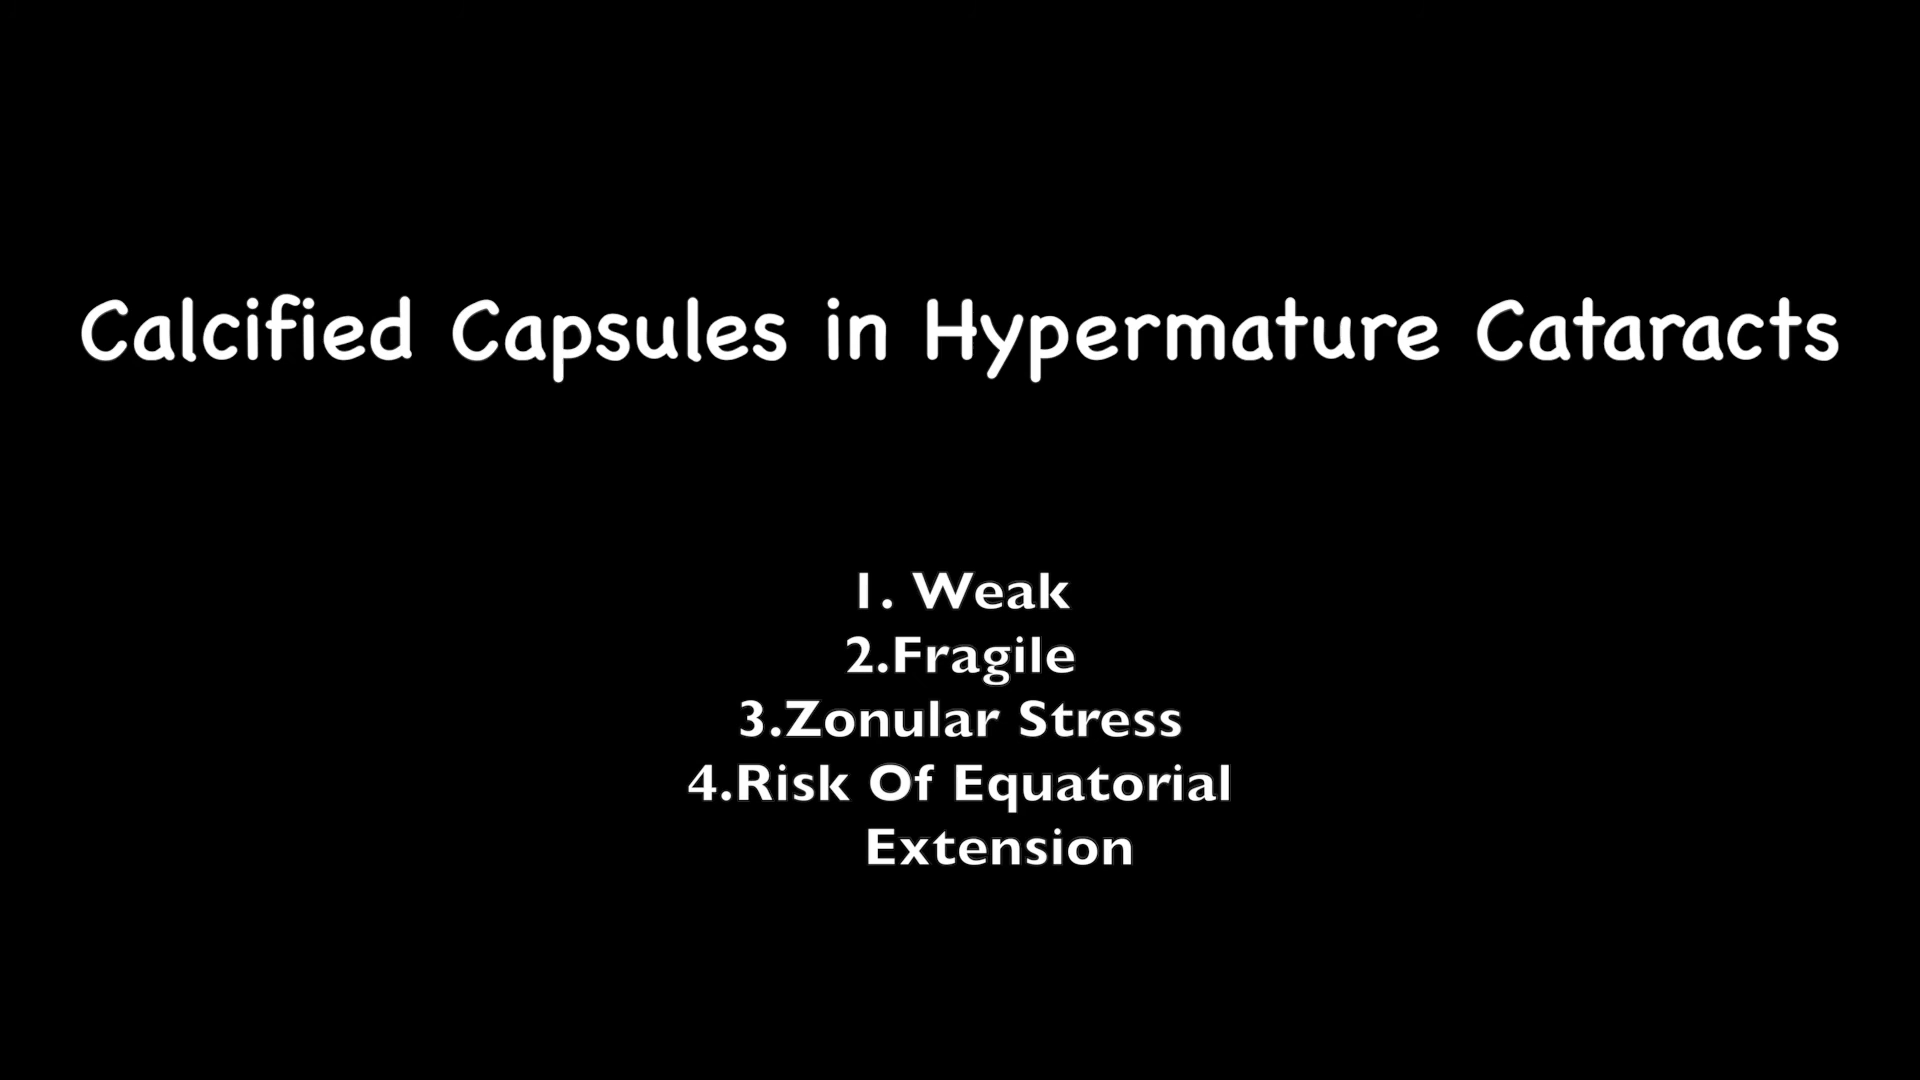 Calcified Capsules in Hypermature Cataracts
1. Weak
2.Fragile
3.Zonular Stress
4.Risk Of Equatorial
Extension